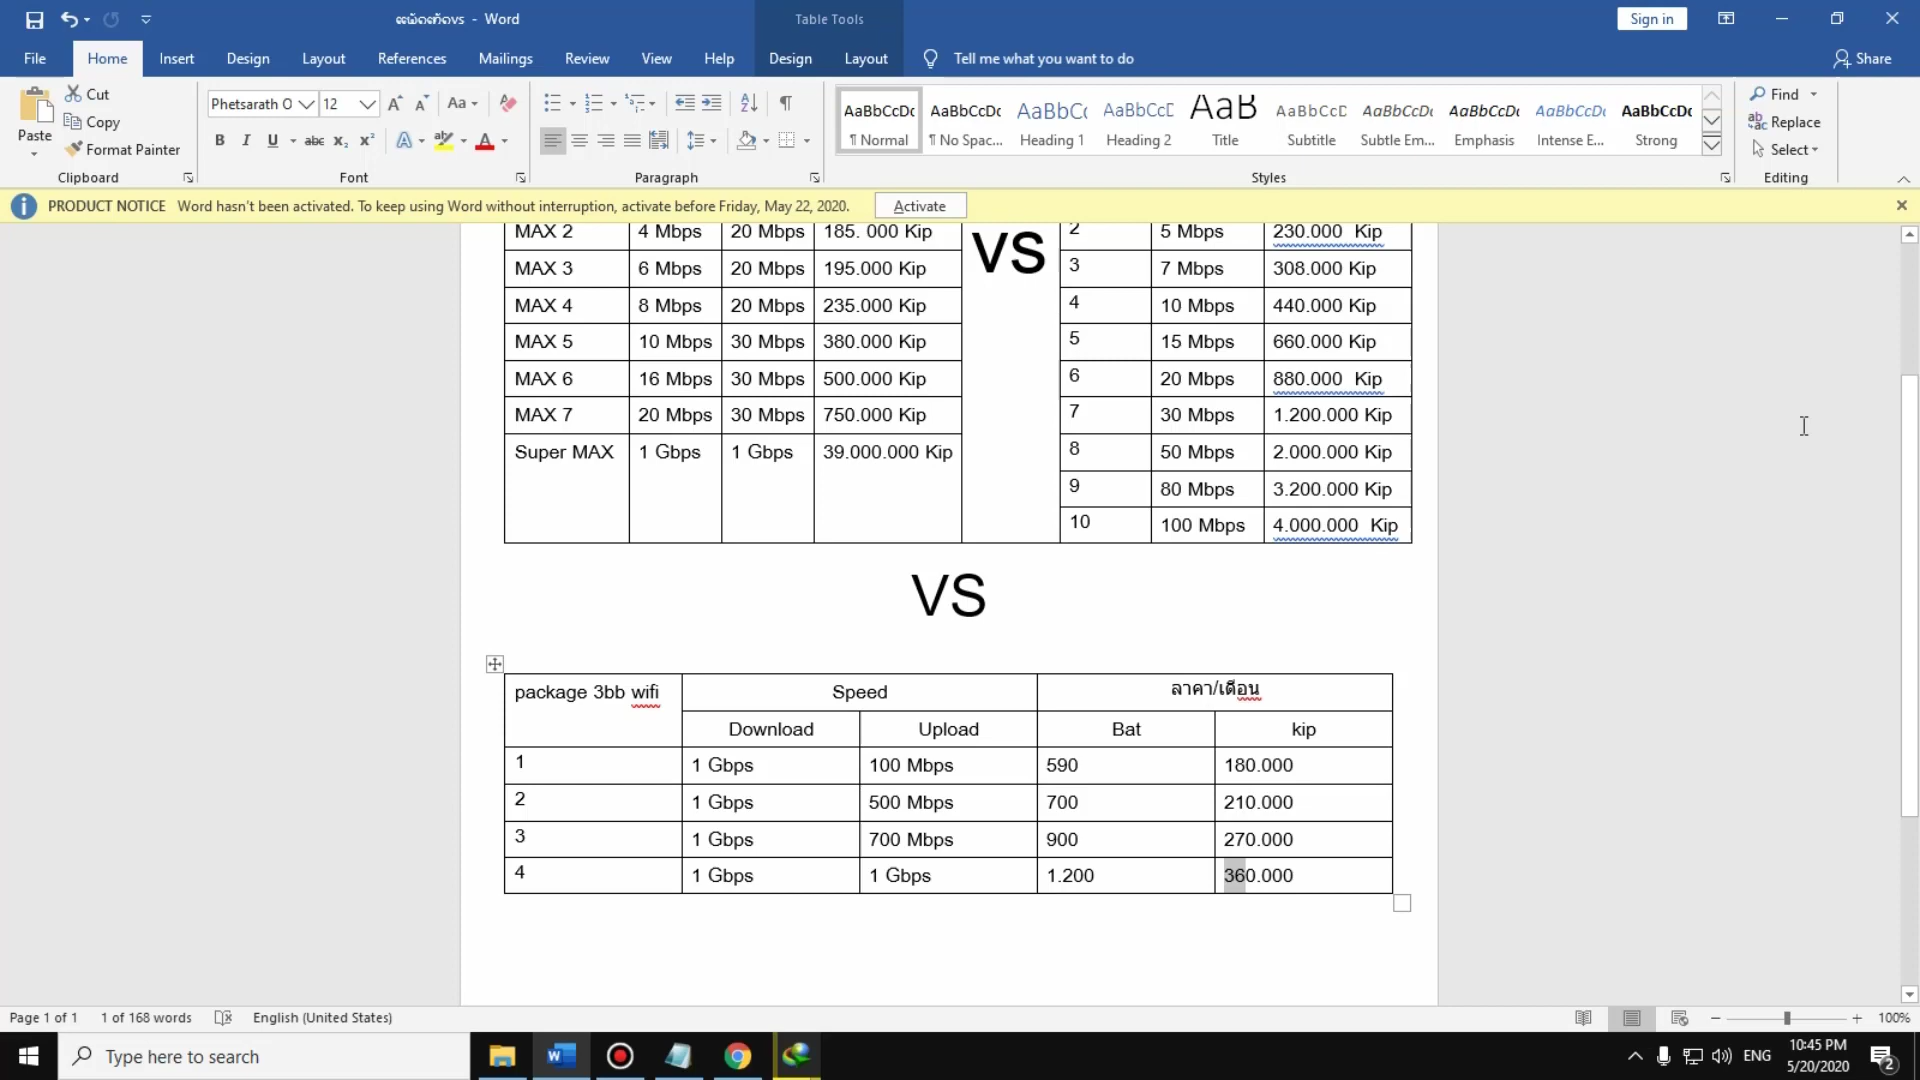 ແພັດເກັດvs - Word
Table Tools
Sign in
File Home Insert Design Layout References Mailings Review View Help Design Layout Tell me what you want to do Share
Paste
Cut
Copy
Format Painter
Clipboard
Phetsarath O 12
Font
Paragraph
AaBbCcDc ¶ Normal
AaBbCcDc ¶ No Spac...
AaBbCc Heading 1
AaBbCcD Heading 2
AaB Title
AaBbCcD Subtitle
AaBbCcDc Subtle Em...
AaBbCcDc Emphasis
AaBbCcDc Intense E...
AaBbCcDc Strong
Styles
Find
Replace
Select
Editing
PRODUCT NOTICE Word hasn't been activated. To keep using Word without interruption, activate before Friday, May 22, 2020. Activate
MAX 2 4 Mbps 20 Mbps 185. 000 Kip
MAX 3 6 Mbps 20 Mbps 195.000 Kip
MAX 4 8 Mbps 20 Mbps 235.000 Kip
MAX 5 10 Mbps 30 Mbps 380.000 Kip
MAX 6 16 Mbps 30 Mbps 500.000 Kip
MAX 7 20 Mbps 30 Mbps 750.000 Kip
Super MAX 1 Gbps 1 Gbps 39.000.000 Kip
VS
2 5 Mbps 230.000 Kip
3 7 Mbps 308.000 Kip
4 10 Mbps 440.000 Kip
5 15 Mbps 660.000 Kip
6 20 Mbps 880.000 Kip
7 30 Mbps 1.200.000 Kip
8 50 Mbps 2.000.000 Kip
9 80 Mbps 3.200.000 Kip
10 100 Mbps 4.000.000 Kip
VS
package 3bb wifi Speed ลาคา/เดือน
Download Upload Bat kip
1 1 Gbps 100 Mbps 590 180.000
2 1 Gbps 500 Mbps 700 210.000
3 1 Gbps 700 Mbps 900 270.000
4 1 Gbps 1 Gbps 1.200 360.000
Page 1 of 1 1 of 168 words English (United States) 100%
Type here to search
ENG
10:45 PM
5/20/2020
2